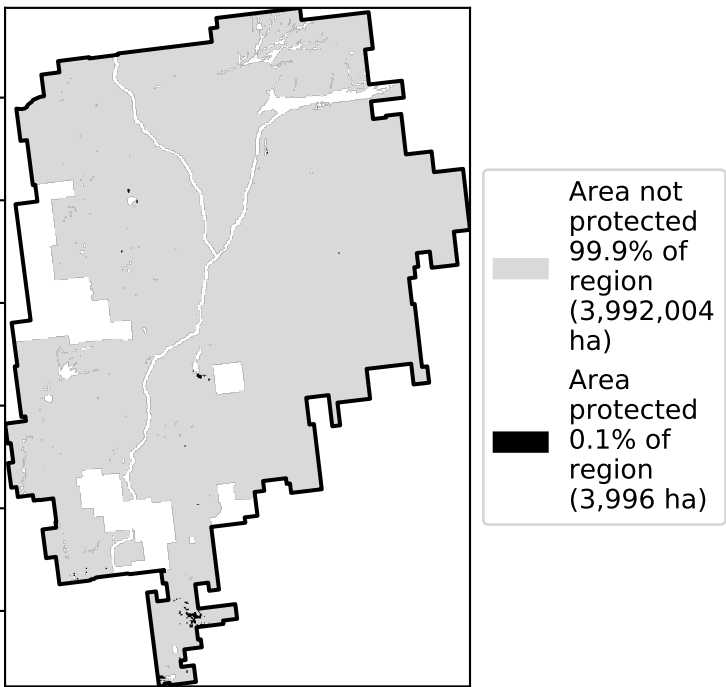 Area not
protected
99.9% of
region
(3,992,004
ha)
Area
protected
0.1% of
region
(3,996 ha)